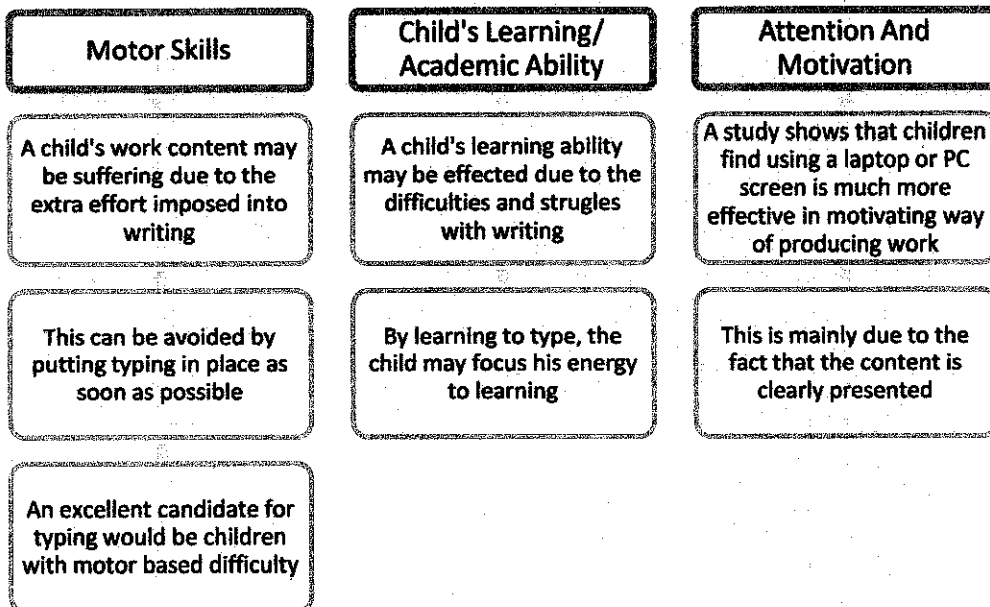 Motor Skills
A child's work content may
be suffering due to the
extra effort imposed into
writing
This can be avoided by
putting typing in place as
soon as possible
An excellent candidate for
typing would be children
with motor based difficulty
Child's Learning/
Academic Ability
A child's learning ability
may be effected due to the
difficulties and strugles
with writing
By learning to type, the
child may focus his energy
to learning
Attention And
Motivation
A study shows that children
find using a laptop or PC
screen is much more
effective in motivating way
of producing work
This is mainly due to the
fact that the content is
clearly presented